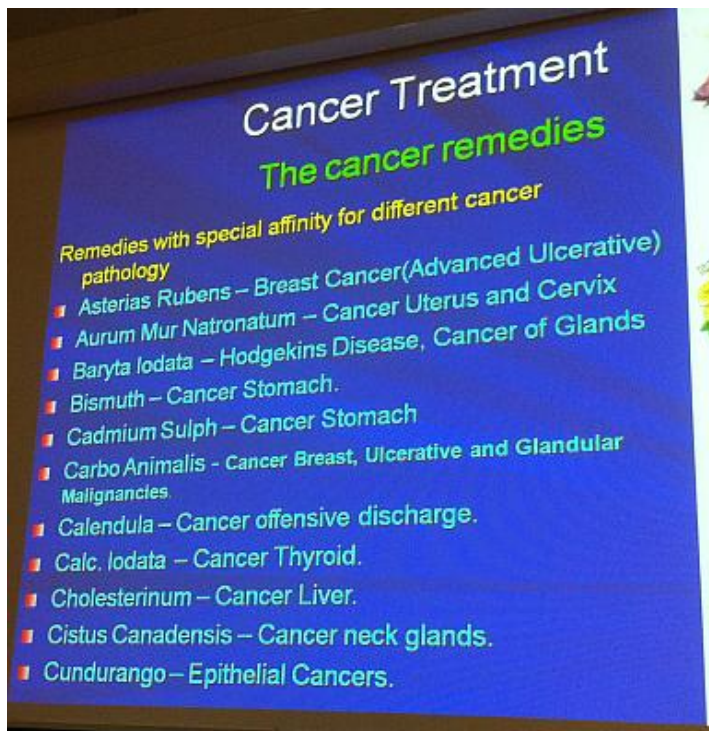 Cancer Treatment
The cancer remedies
Remedies with special affinity for different cancer
pathology
Asterias Rubens – Breast Cancer(Advanced Ulcerative)
Aurum Mur Natronatum – Cancer Uterus and Cervix
Baryta Iodata – Hodgekins Disease, Cancer of Glands
Bismuth – Cancer Stomach.
Cadmium Sulph – Cancer Stomach
Carbo Animalis - Cancer Breast, Ulcerative and Glandular
Malignancies.
Calendula – Cancer offensive discharge.
Calc. Iodata – Cancer Thyroid.
Cholesterinum – Cancer Liver.
Cistus Canadensis – Cancer neck glands.
Cundurango – Epithelial Cancers.